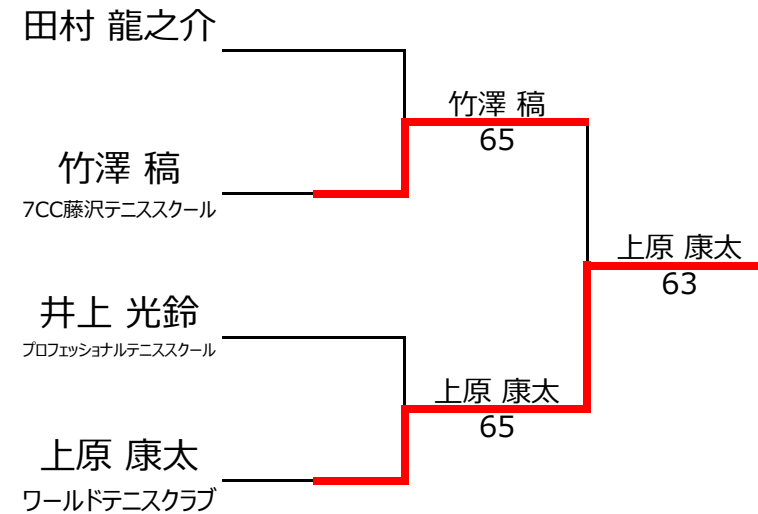 田村 龍之介
竹澤 稿
65
竹澤 稿
7CC藤沢テニススクール
上原 康太
63
井上 光鈴
プロフェッショナルテニススクール
上原 康太
65
上原 康太
ワールドテニスクラブ